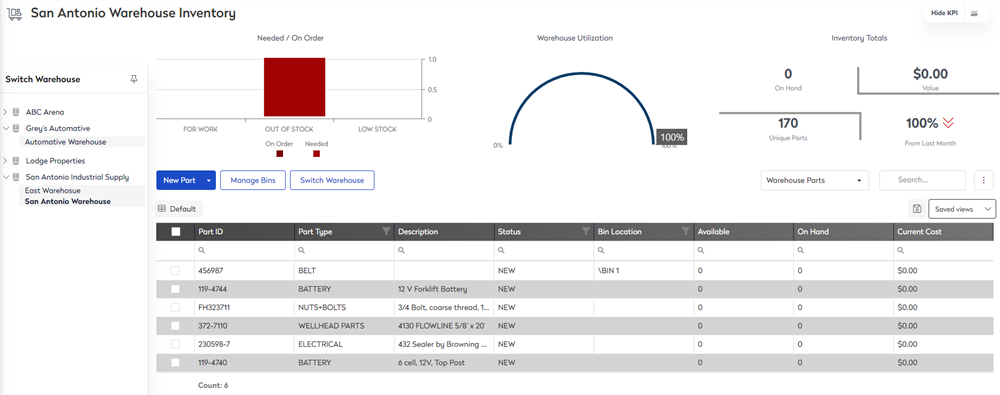 San Antonio Warehouse Inventory
Hide KPI
Needed / On Order
Warehouse Utilization
Inventory Totals
1.0
0.5
0
FOR WORK
OUT OF STOCK
LOW STOCK
On Order
Needed
0%
100%
100%
0
On Hand
$0.00
Value
170
Unique Parts
100%
From Last Month
Switch Warehouse
ABC Arena
Grey's Automative
Automative Warehouse
Lodge Properties
San Antonio Industrial Supply
East Warehosue
San Antonio Warehouse
New Part
Manage Bins
Switch Warehouse
Warehouse Parts
Search...
Default
Saved views
Part ID Part Type Description Status Bin Location Available On Hand Current Cost
456987 BELT NEW \BIN 1 0 0 $0.00
119-4744 BATTERY 12 V Forklift Battery NEW 0 0 $0.00
FH323711 NUTS+BOLTS 3/4 Bolt, coarse thread, 1... NEW 0 0 $0.00
372-7110 WELLHEAD PARTS 4130 FLOWLINE 5/8' x 20' NEW 0 0 $0.00
230598-7 ELECTRICAL 432 Sealer by Browning ... NEW 0 0 $0.00
119-4740 BATTERY 6 cell, 12V, Top Post NEW 0 0 $0.00
Count: 6